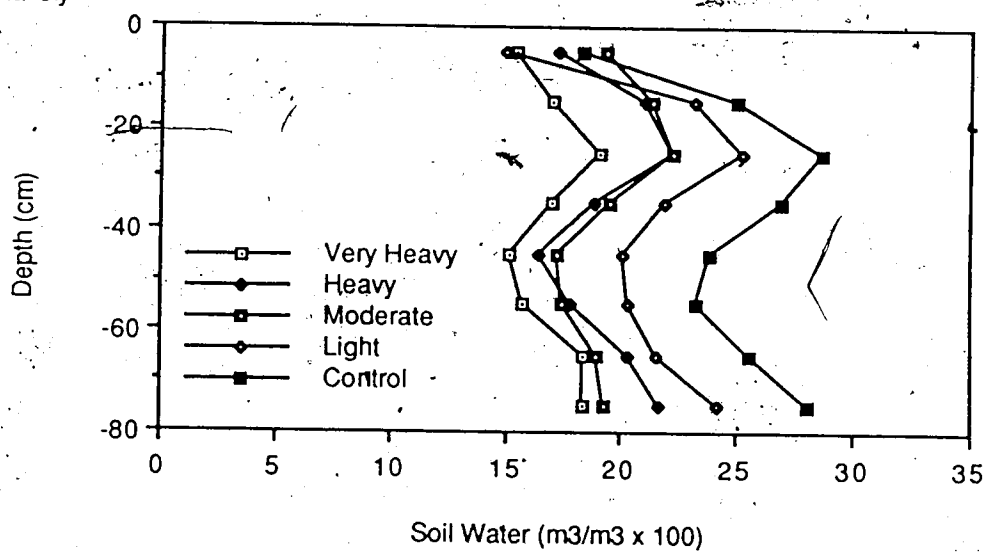 0
-20
-40
-60
-80
Depth (cm)
Very Heavy
Heavy
Moderate
Light
Control
0 5 10 15 20 25 30 35
Soil Water (m3/m3 x 100)